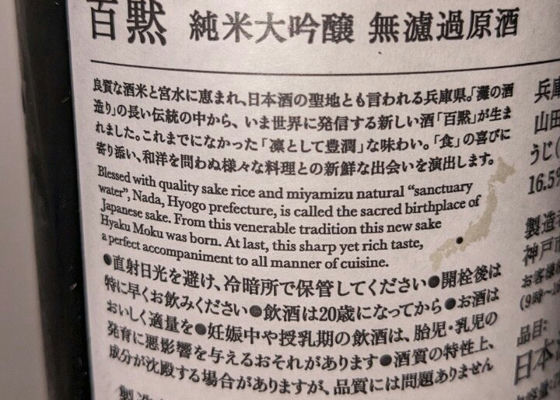 百黙 純米大吟醸 無濾過原酒
良質な酒米と宮水に恵まれ、日本酒の聖地とも言われる兵庫県。「灘の酒
造り」の長い伝統の中から、いま世界に発信する新しい酒「百黙」が生ま
れました。これまでになかった「凛として豊潤」な味わい。「食」の喜びに
寄り添い、和洋を問わぬ様々な料理との新鮮な出会いを演出します。
Blessed with quality sake rice and miyamizu natural “sanctuary
water”, Nada, Hyogo prefecture, is called the sacred birthplace of
Japanese sake. From this venerable tradition this new sake
Hyaku Moku was born. At last, this sharp yet rich taste,
a perfect accompaniment to all manner of cuisine.
●直射日光を避け、冷暗所で保管してください●開栓後は
特に早くお飲みください●飲酒は20歳になってから●お酒は
おいしく適量を●妊娠中や授乳期の飲酒は、胎児・乳児の
発育に悪影響を与えるおそれがあります●酒質の特性上、
成分が沈殿する場合がありますが、品質には問題ありません
製造
兵庫
山田
うじ(
16.5
製造
神戸
お客
(9時~
品目:
日本